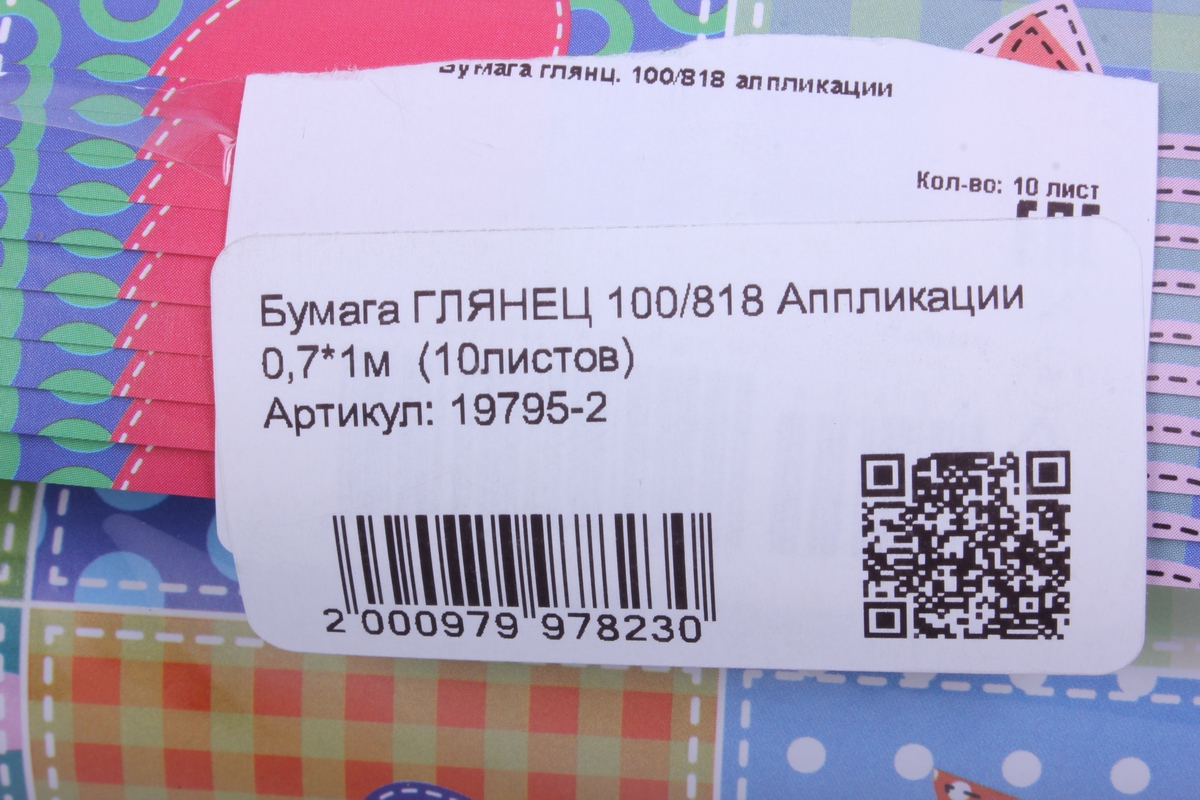 Бумага глянц. 100/818 аппликации
Кол-во: 10 лист
Бумага ГЛЯНЕЦ 100/818 Аппликации
0,7*1м (10листов)
Артикул: 19795-2
2 000979 978230